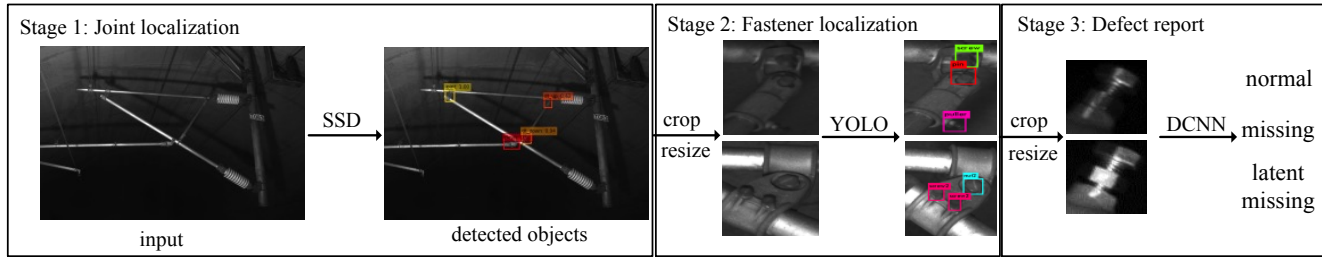 Stage 1: Joint localization
SSD
input
detected objects
Stage 2: Fastener localization
crop
resize
YOLO
Stage 3: Defect report
crop
resize
DCNN
normal
missing
latent
missing